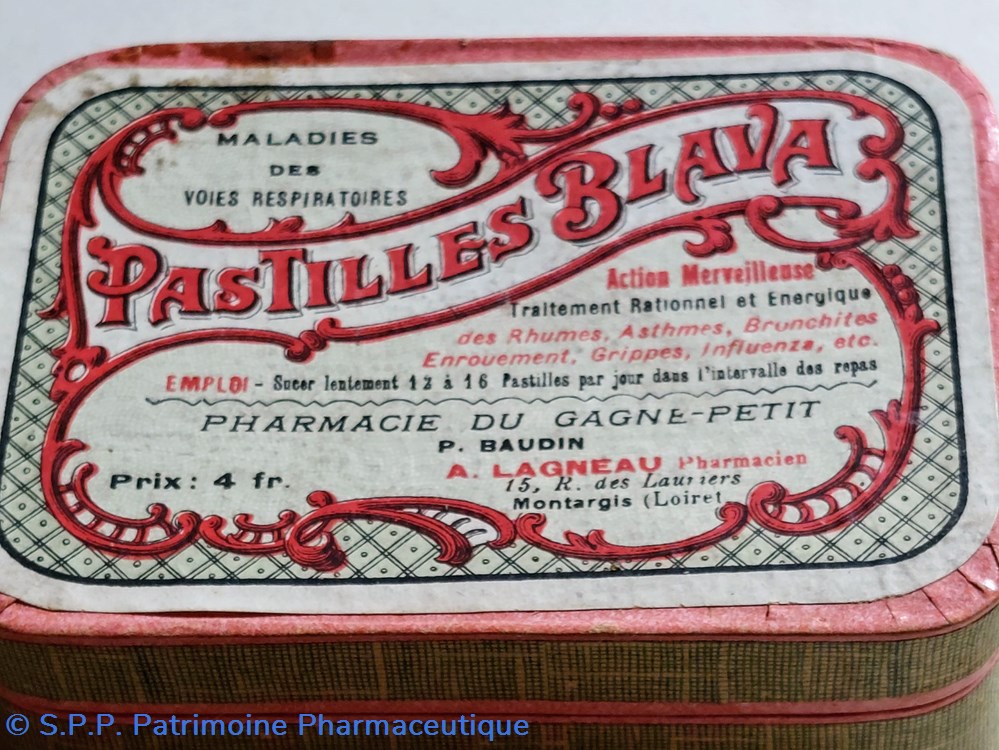 MALADIES
DES
VOIES RESPIRATOIRES
PASTILLES BLAVA
Action Merveilleuse
Traitement Rationnel et Energique
des Rhumes, Asthmes, Brunchites
Enrouement, Grippes, Influenza, etc.
EMPLOI - Sucer lentement 12 à 16 Pastilles par jour dans l'intervalle des repas
PHARMACIE DU GAGNE-PETIT
P. BAUDIN
A. LAGNEAU Pharmacien
15, R. des Lauriers
Prix : 4 fr.
Montargis (Loiret
© S.P.P. Patrimoine Pharmaceutique